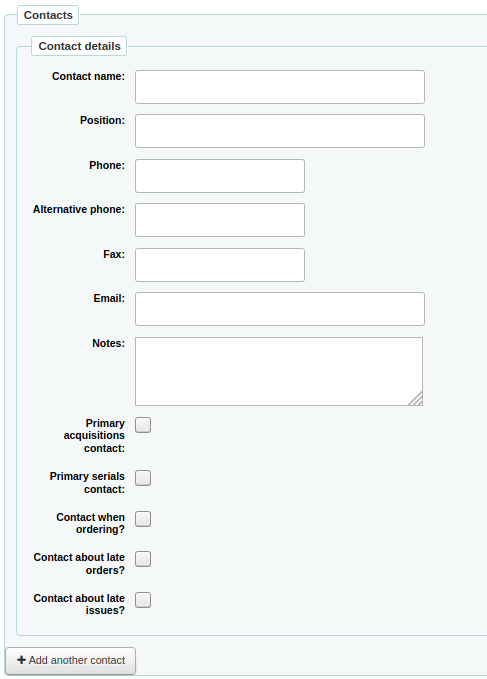 Contacts
Contact details
Contact name:
Position:
Phone:
Alternative phone:
Fax:
Email:
Notes:
Primary
acquisitions
contact:
Primary serials
contact:
Contact when
ordering?
Contact about late
orders?
Contact about late
issues?
+ Add another contact